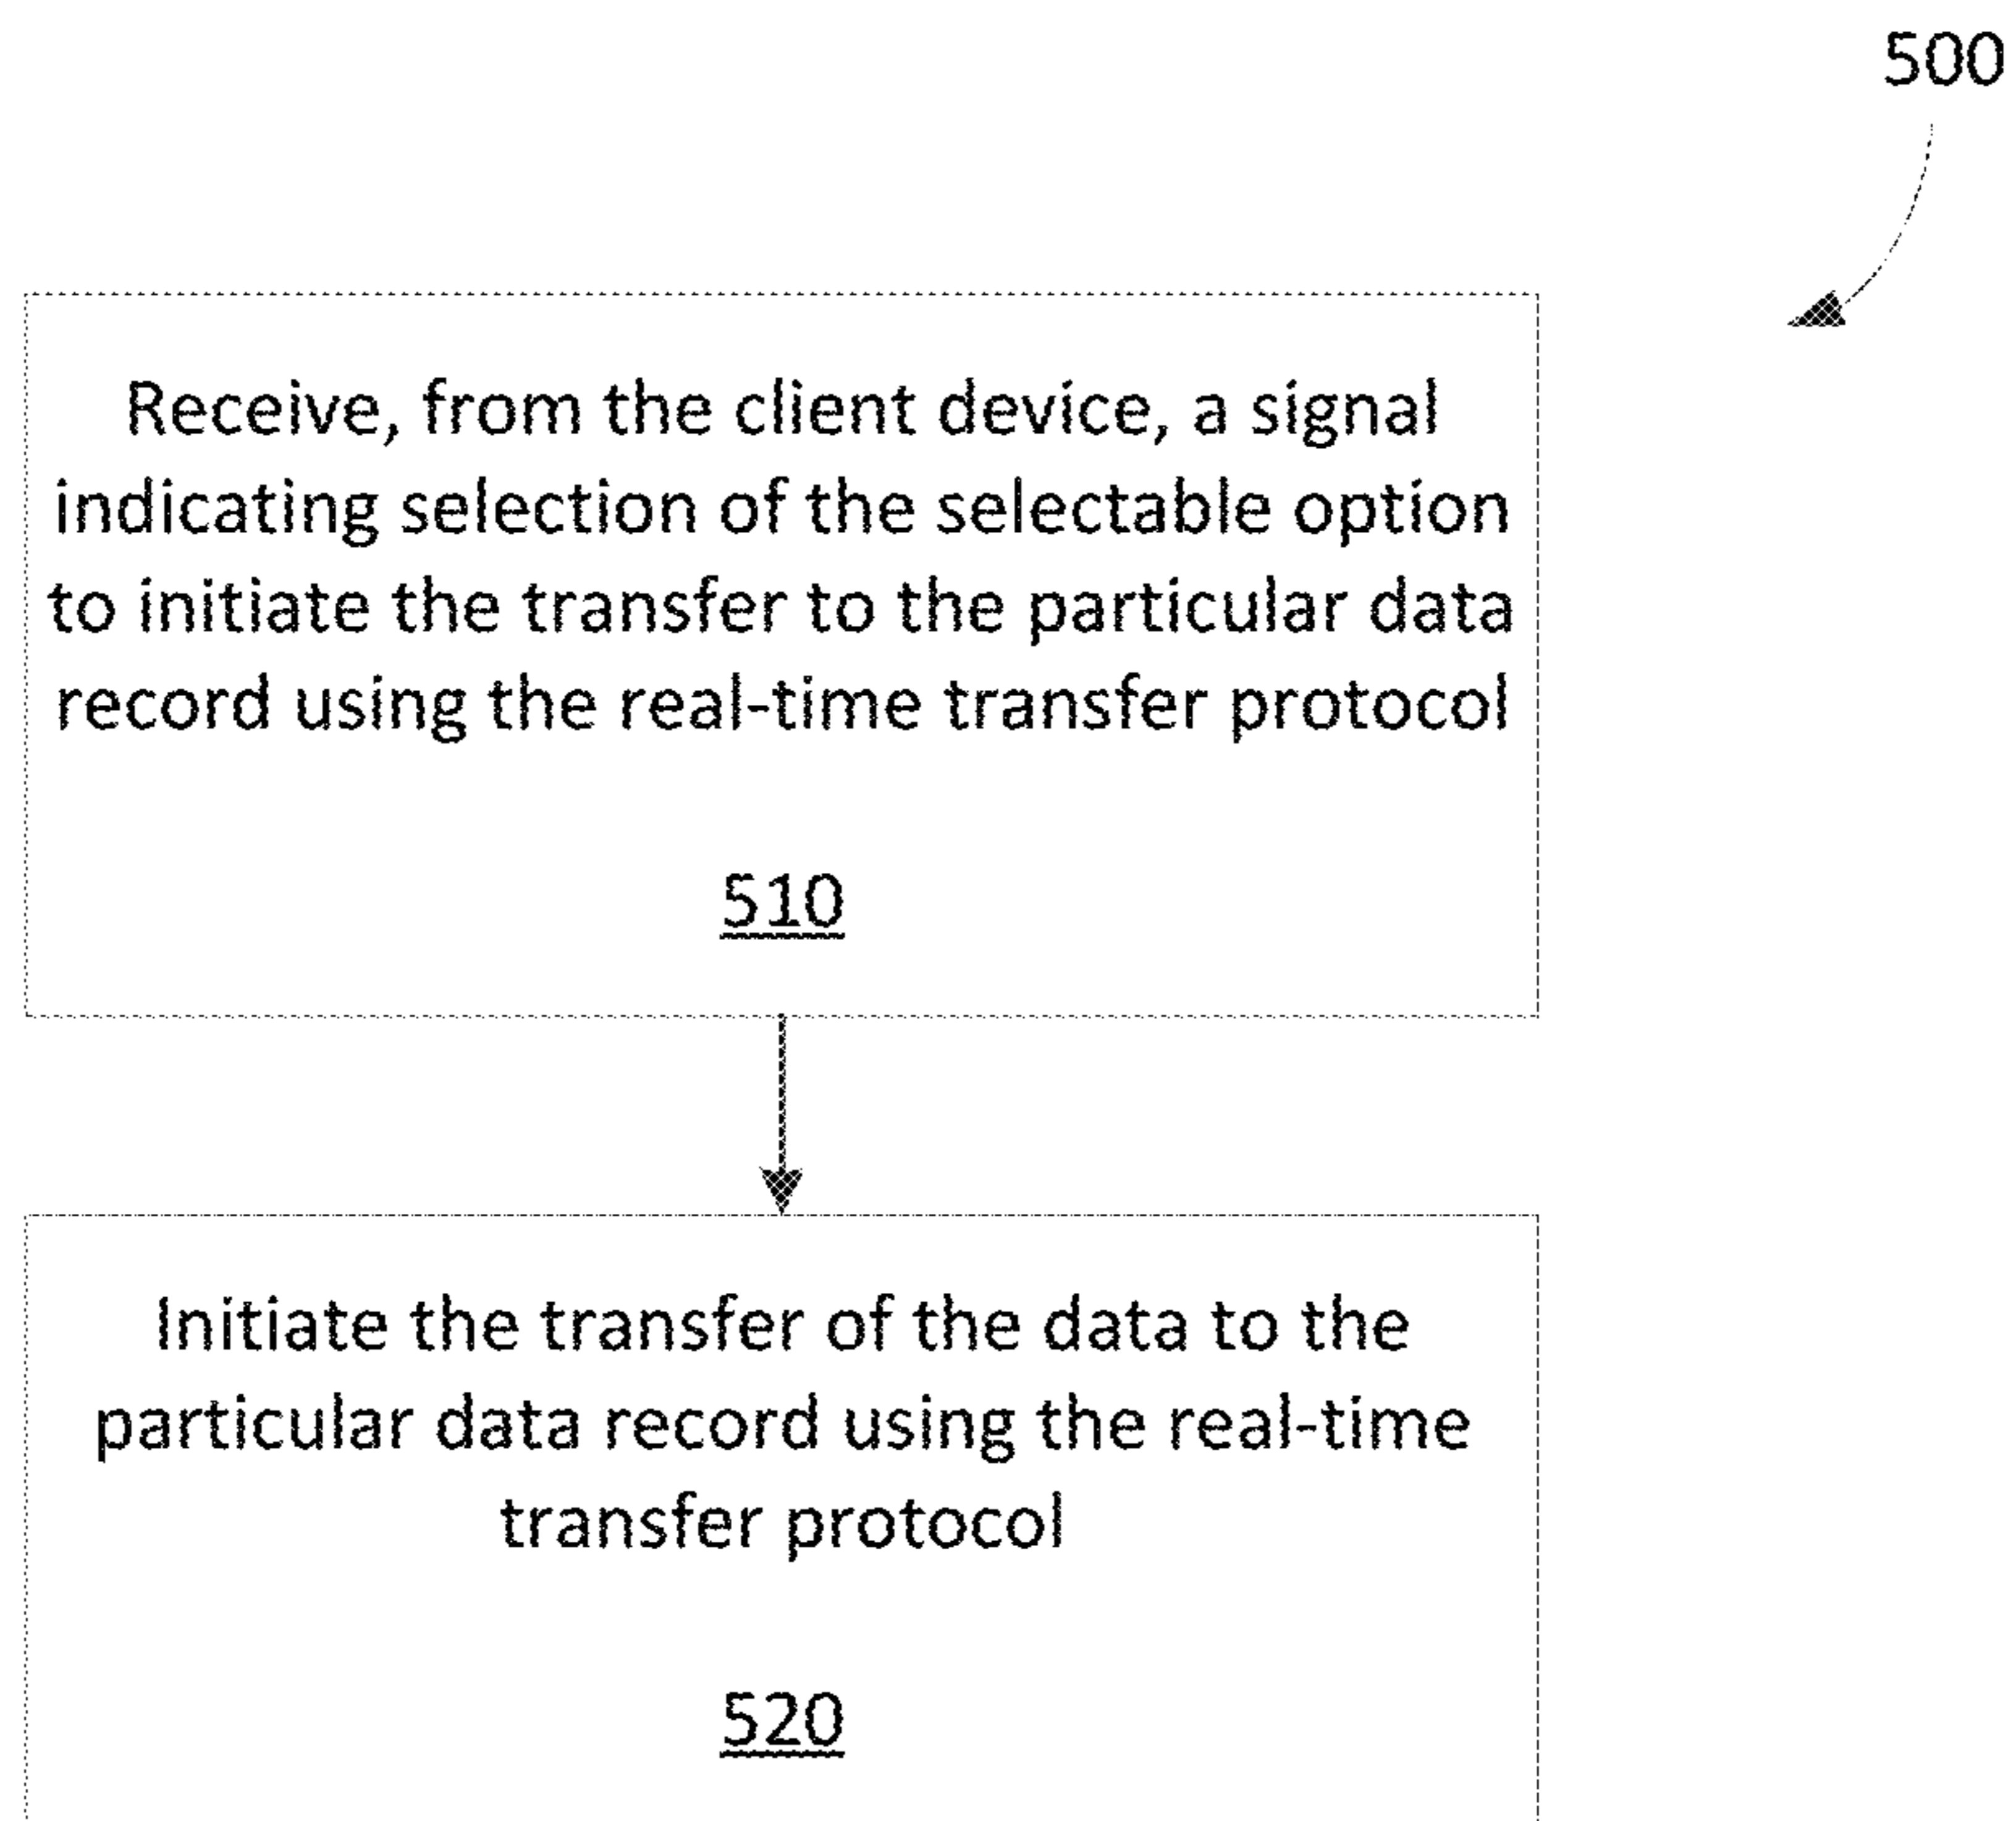 500
Receive, from the client device, a signal
indicating selection of the selectable option
to initiate the transfer to the particular data
record using the real-time transfer protocol
510
Initiate the transfer of the data to the
particular data record using the real-time
transfer protocol
520